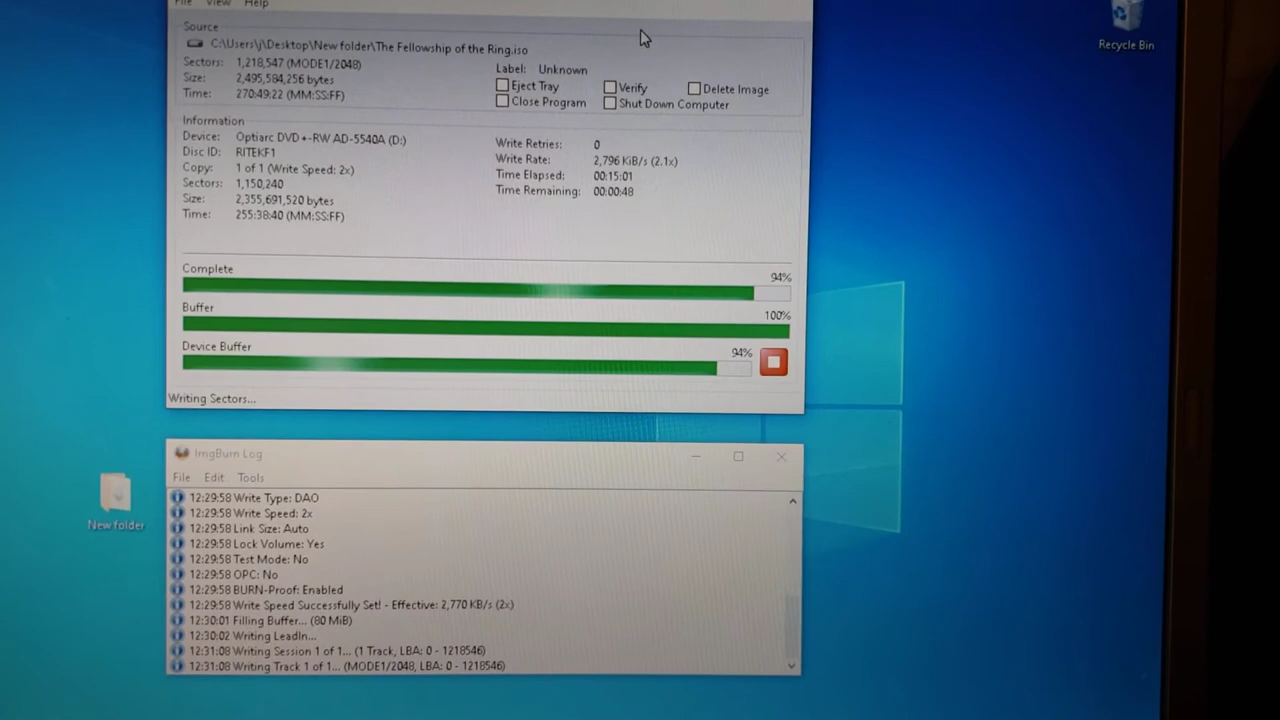 File View Help
Recycle Bin
Source
C:\Users\j\Desktop\New folder\The Fellowship of the Ring.iso
Sectors: 1,218,547 (MODE1/2048)
Size: 2,495,584,256 bytes
Time: 270:49:22 (MM:SS:FF)
Label: Unknown
Eject Tray Verify Delete Image
Close Program Shut Down Computer
Information
Device: Optiarc DVD+-RW AD-5540A (D:)
Disc ID: RITEKF1
Copy: 1 of 1 (Write Speed: 2x)
Sectors: 1,150,240
Size: 2,355,691,520 bytes
Time: 255:38:40 (MM:SS:FF)
Write Retries: 0
Write Rate: 2,796 KiB/s (2.1x)
Time Elapsed: 00:15:01
Time Remaining: 00:00:48
Complete 94%
Buffer 100%
Device Buffer 94%
Writing Sectors...
ImgBurn Log
File Edit Tools
12:29:58 Write Type: DAO
12:29:58 Write Speed: 2x
12:29:58 Link Size: Auto
12:29:58 Lock Volume: Yes
12:29:58 Test Mode: No
12:29:58 OPC: No
12:29:58 BURN-Proof: Enabled
12:29:58 Write Speed Successfully Set! - Effective: 2,770 KB/s (2x)
12:30:01 Filling Buffer... (80 MiB)
12:30:02 Writing LeadIn...
12:31:08 Writing Session 1 of 1... (1 Track, LBA: 0 - 1218546)
12:31:08 Writing Track 1 of 1... (MODE1/2048, LBA: 0 - 1218546)
New folder